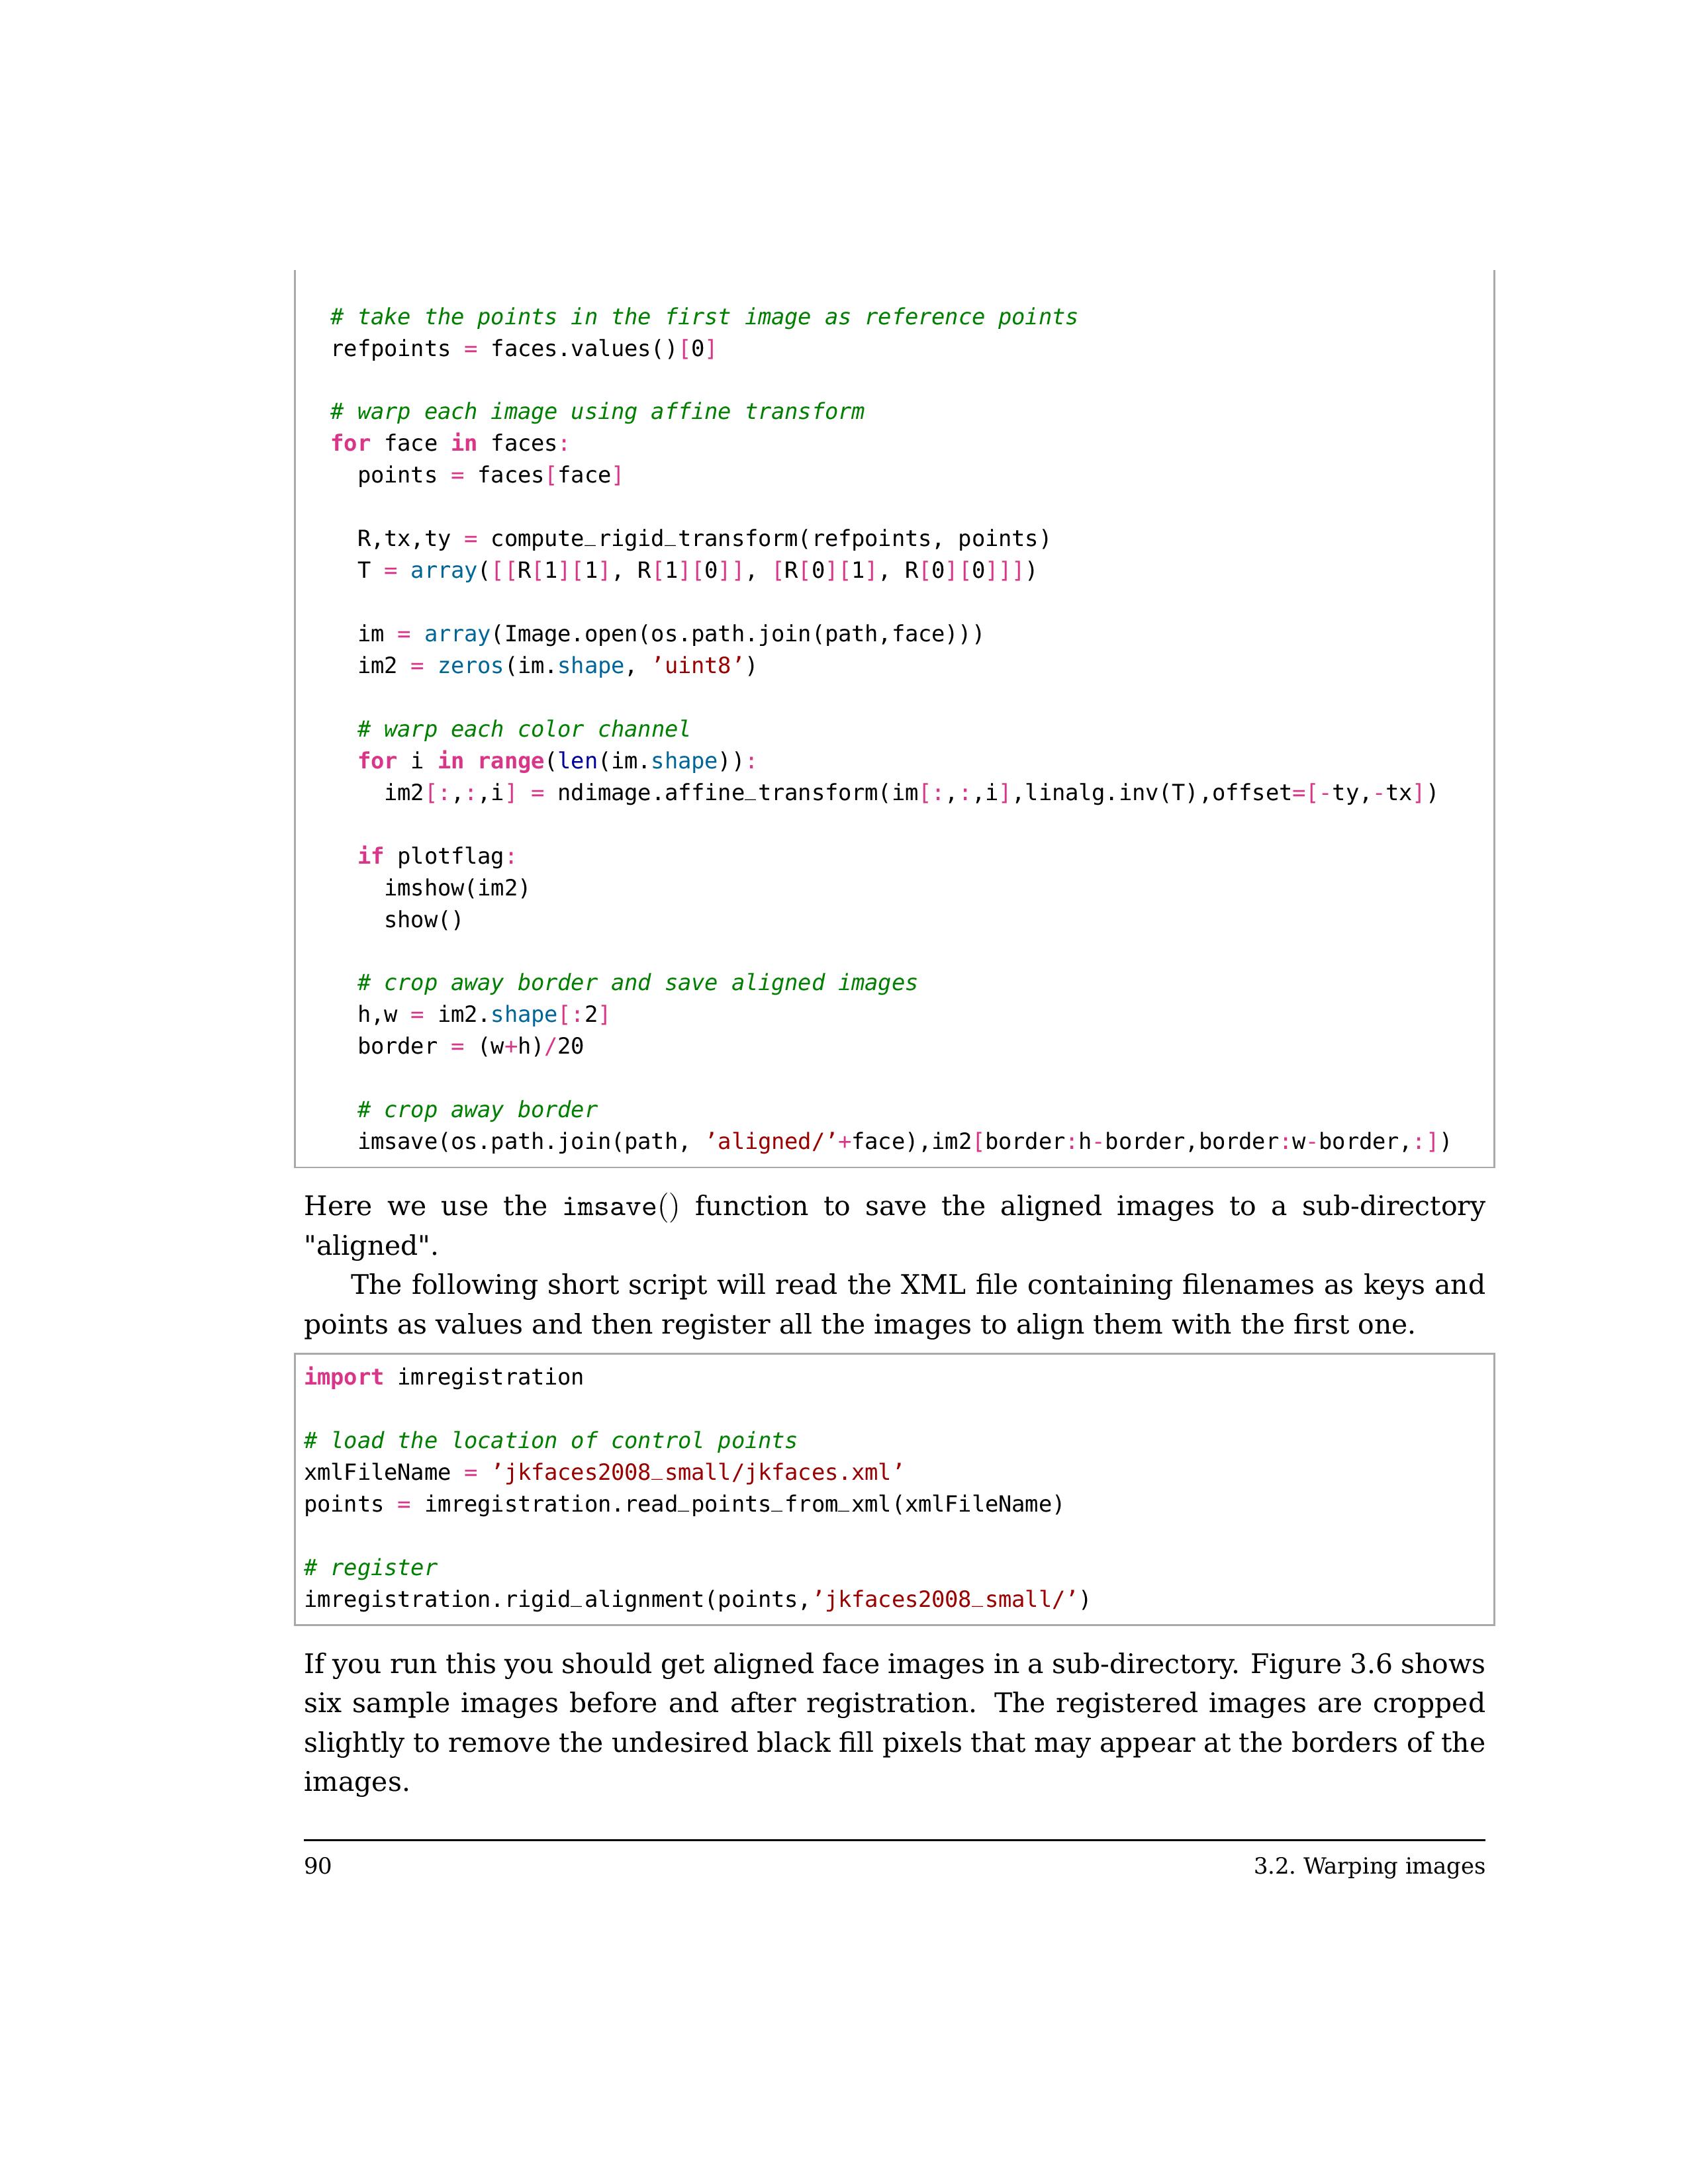 # take the points in the first image as reference points
refpoints = faces.values()[0]
# warp each image using affine transform
for face in faces:
points = faces[face]
R,tx,ty = compute_rigid_transform(refpoints, points)
T = array([[R[1][1], R[1][0]], [R[0][1], R[0][0]]])
im = array(Image.open(os.path.join(path,face)))
im2 = zeros(im.shape, ’uint8’)
# warp each color channel
for i in range(len(im.shape)):
im2[:,:,i] = ndimage.affine_transform(im[:,:,i],linalg.inv(T),offset=[-ty,-tx])
if plotflag:
imshow(im2)
show()
# crop away border and save aligned images
h,w = im2.shape[:2]
border = (w+h)/20
# crop away border
imsave(os.path.join(path, ’aligned/’+face),im2[border:h-border,border:w-border,:])
Here we use the imsave() function to save the aligned images to a sub-directory
"aligned".
The following short script will read the XML file containing filenames as keys and
points as values and then register all the images to align them with the first one.
import imregistration
# load the location of control points
xmlFileName = ’jkfaces2008_small/jkfaces.xml’
points = imregistration.read_points_from_xml(xmlFileName)
# register
imregistration.rigid_alignment(points,’jkfaces2008_small/’)
If you run this you should get aligned face images in a sub-directory. Figure 3.6 shows
six sample images before and after registration. The registered images are cropped
slightly to remove the undesired black fill pixels that may appear at the borders of the
images.
90 3.2. Warping images